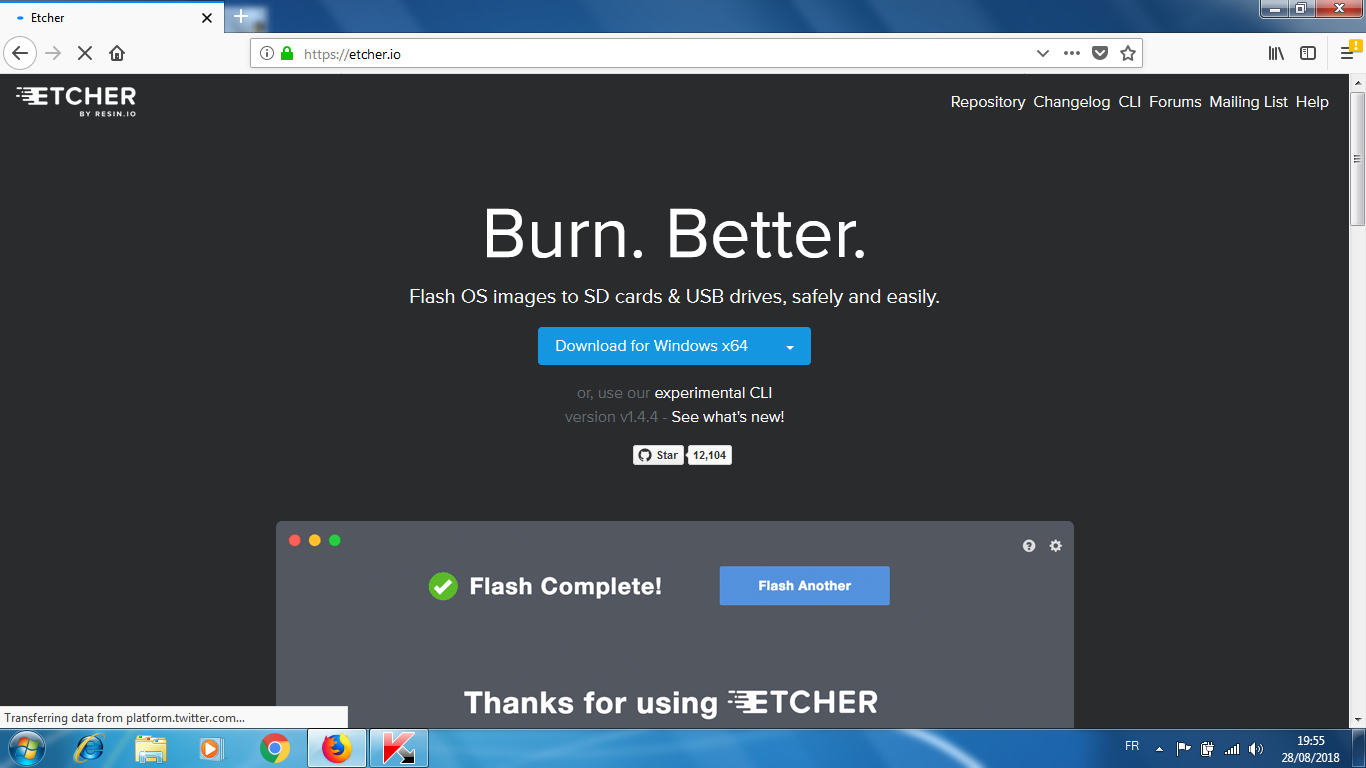 Etcher
https://etcher.io
ETCHER
BY RESIN.IO
Repository Changelog CLI Forums Mailing List Help
Burn. Better.
Flash OS images to SD cards & USB drives, safely and easily.
Download for Windows x64
or, use our experimental CLI
version v1.4.4 - See what's new!
Star 12,104
Flash Complete!
Flash Another
Thanks for using ETCHER
Transferring data from platform.twitter.com...
FR
19:55
28/08/2018